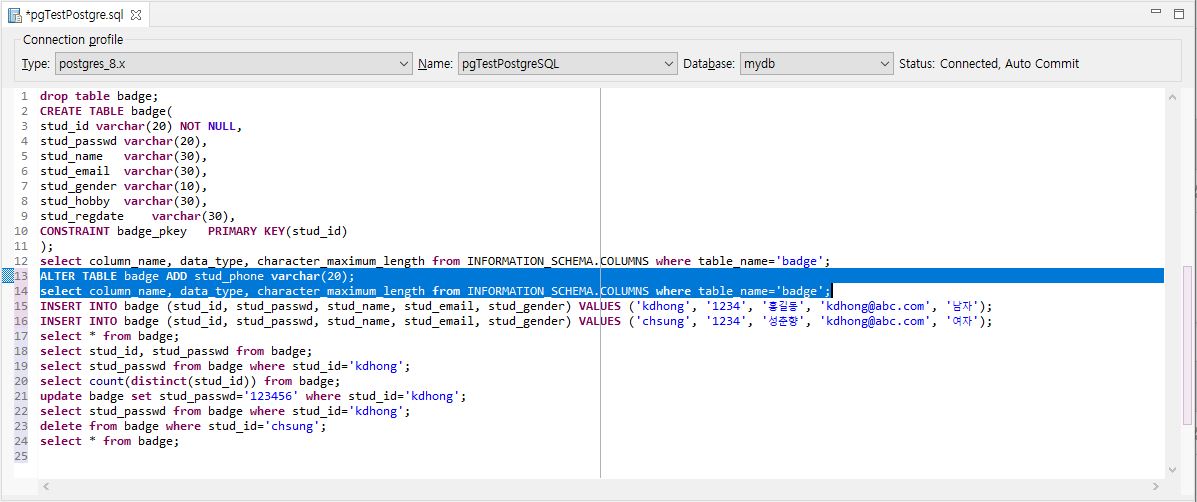 *pgTestPostgre.sql
Connection profile
Type: postgres_8.x Name: pgTestPostgreSQL Database: mydb Status: Connected, Auto Commit
1 drop table badge;
2 CREATE TABLE badge(
3 stud_id varchar(20) NOT NULL,
4 stud_passwd varchar(20),
5 stud_name varchar(30),
6 stud_email varchar(30),
7 stud_gender varchar(10),
8 stud_hobby varchar(30),
9 stud_regdate varchar(30),
10 CONSTRAINT badge_pkey PRIMARY KEY(stud_id)
11 );
12 select column_name, data_type, character_maximum_length from INFORMATION_SCHEMA.COLUMNS where table_name='badge';
13 ALTER TABLE badge ADD stud_phone varchar(20);
14 select column_name, data_type, character_maximum_length from INFORMATION_SCHEMA.COLUMNS where table_name='badge';
15 INSERT INTO badge (stud_id, stud_passwd, stud_name, stud_email, stud_gender) VALUES ('kdhong', '1234', '홍길동', 'kdhong@abc.com', '남자');
16 INSERT INTO badge (stud_id, stud_passwd, stud_name, stud_email, stud_gender) VALUES ('chsung', '1234', '성춘향', 'kdhong@abc.com', '여자');
17 select * from badge;
18 select stud_id, stud_passwd from badge;
19 select stud_passwd from badge where stud_id='kdhong';
20 select count(distinct(stud_id)) from badge;
21 update badge set stud_passwd='123456' where stud_id='kdhong';
22 select stud_passwd from badge where stud_id='kdhong';
23 delete from badge where stud_id='chsung';
24 select * from badge;
25